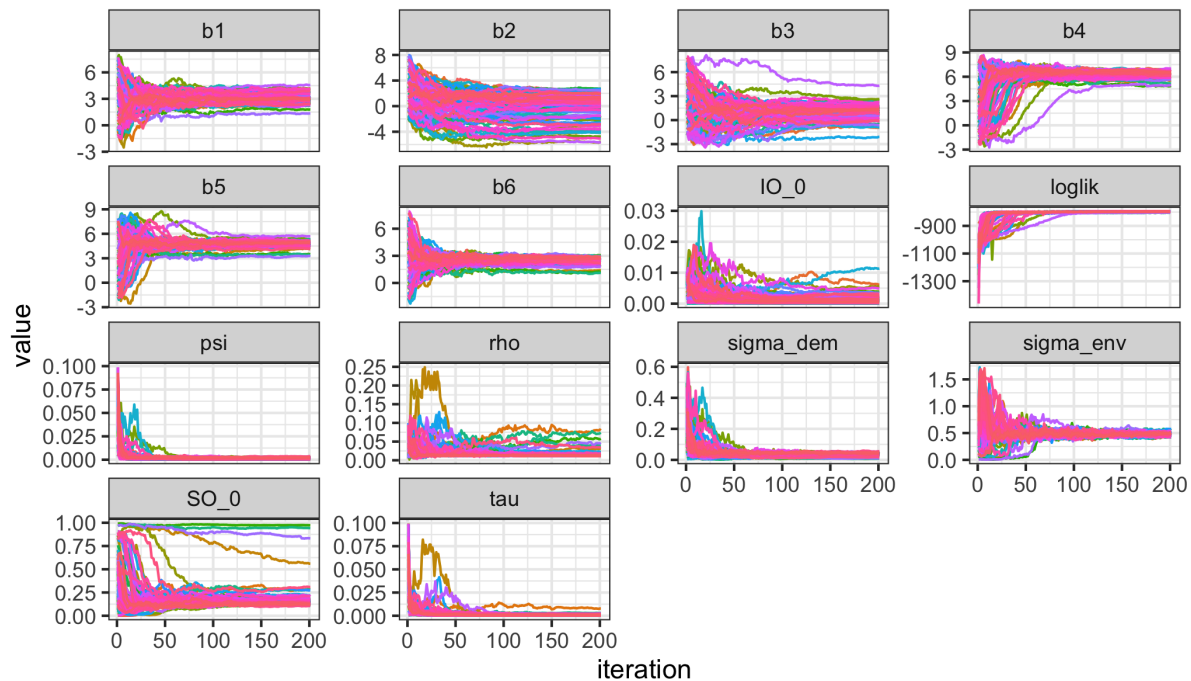 b1 b2 b3 b4
6 3 0 -3
8 4 0 -4
6 3 0 -3
9 6 3 0 -3
b5 b6 IO_0 loglik
9 6 3 0 -3
6 3 0
0.03 0.02 0.01 0.00
-900 -1100 -1300
value
psi rho sigma_dem sigma_env
0.100 0.075 0.050 0.025 0.000
0.25 0.20 0.15 0.10 0.05 0.00
0.6 0.4 0.2 0.0
1.5 1.0 0.5 0.0
0 50 100 150 200 0 50 100 150 200
SO_0 tau
1.00 0.75 0.50 0.25 0.00
0.100 0.075 0.050 0.025 0.000
0 50 100 150 200 0 50 100 150 200
iteration